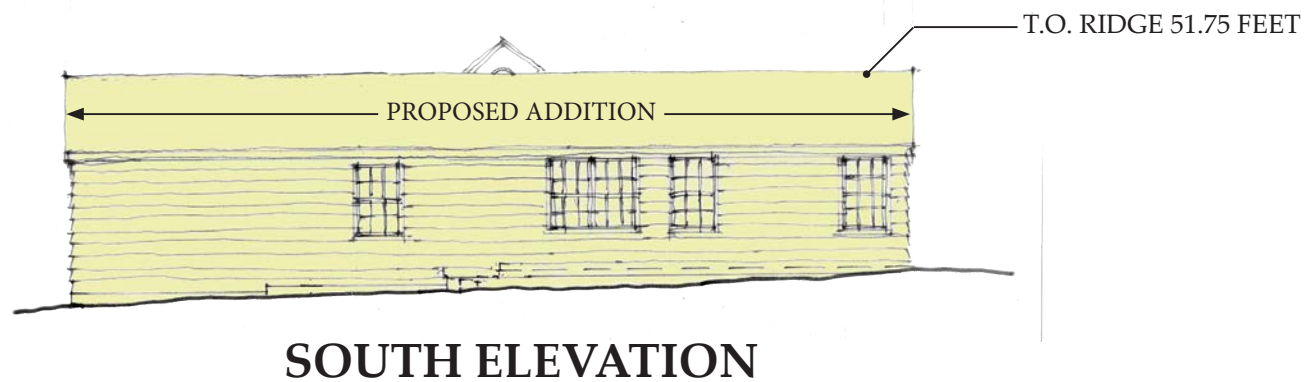 T.O. RIDGE 51.75 FEET
PROPOSED ADDITION
SOUTH ELEVATION